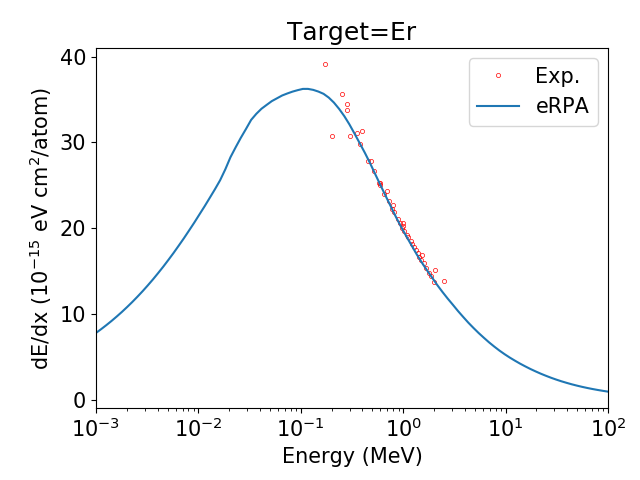 Target=Er
dE/dx (10⁻¹⁵ eV cm²/atom)
40
30
20
10
0
Exp.
eRPA
10⁻³ 10⁻² 10⁻¹ 10⁰ 10¹ 10²
Energy (MeV)